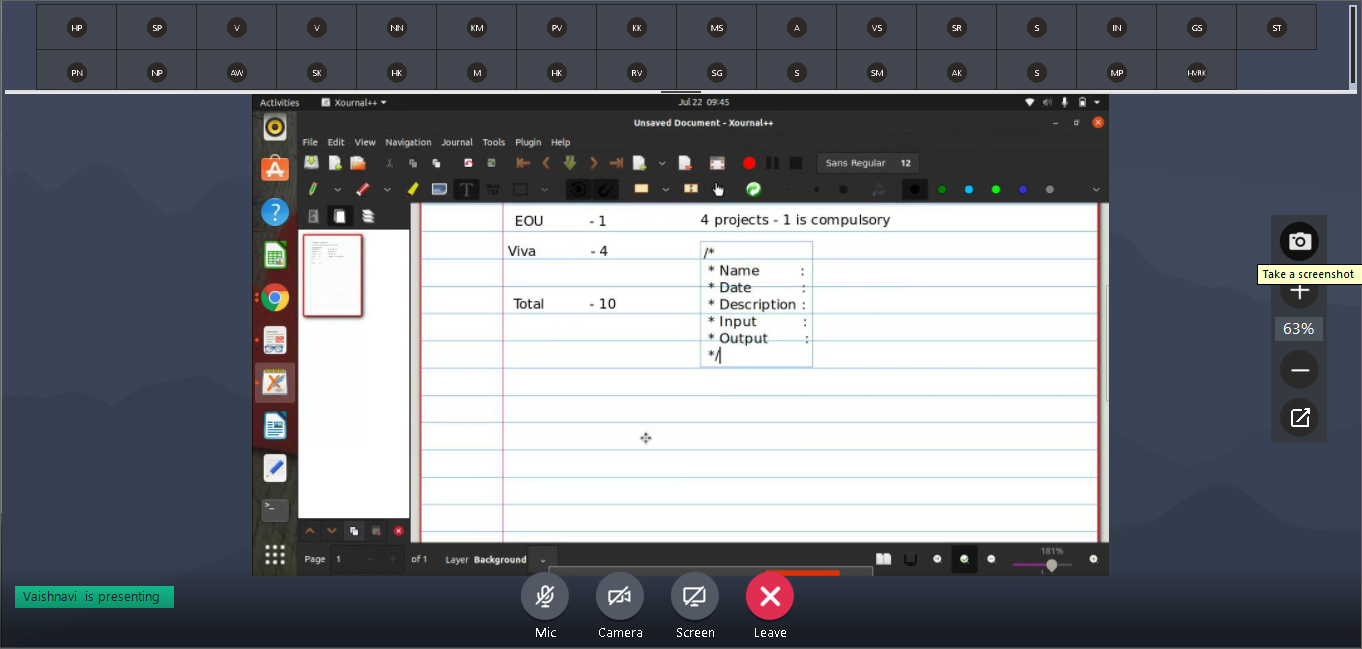 HP SP V V NN KM PV KK MS A VS SR S IN GS ST
PN NP AW SK HK M HK RV SG S SM AK S MP HVRK
Activities Xournal++ Jul 22 09:45
Unsaved Document - Xournal++
File Edit View Navigation Journal Tools Plugin Help
Sans Regular 12
EOU - 1 4 projects - 1 is compulsory
Viva - 4 /*
* Name :
* Date :
Total - 10 * Description :
* Input :
* Output :
*/
Take a screenshot
63%
Page 1 of 1 Layer Background 181%
Vaishnavi is presenting
Mic Camera Screen Leave